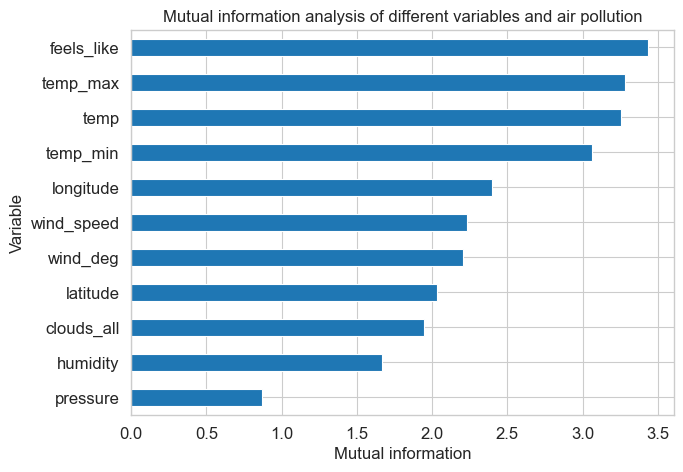 Mutual information analysis of different variables and air pollution
feels_like
temp_max
temp
temp_min
longitude
wind_speed
wind_deg
latitude
clouds_all
humidity
pressure
Variable
0.0 0.5 1.0 1.5 2.0 2.5 3.0 3.5
Mutual information